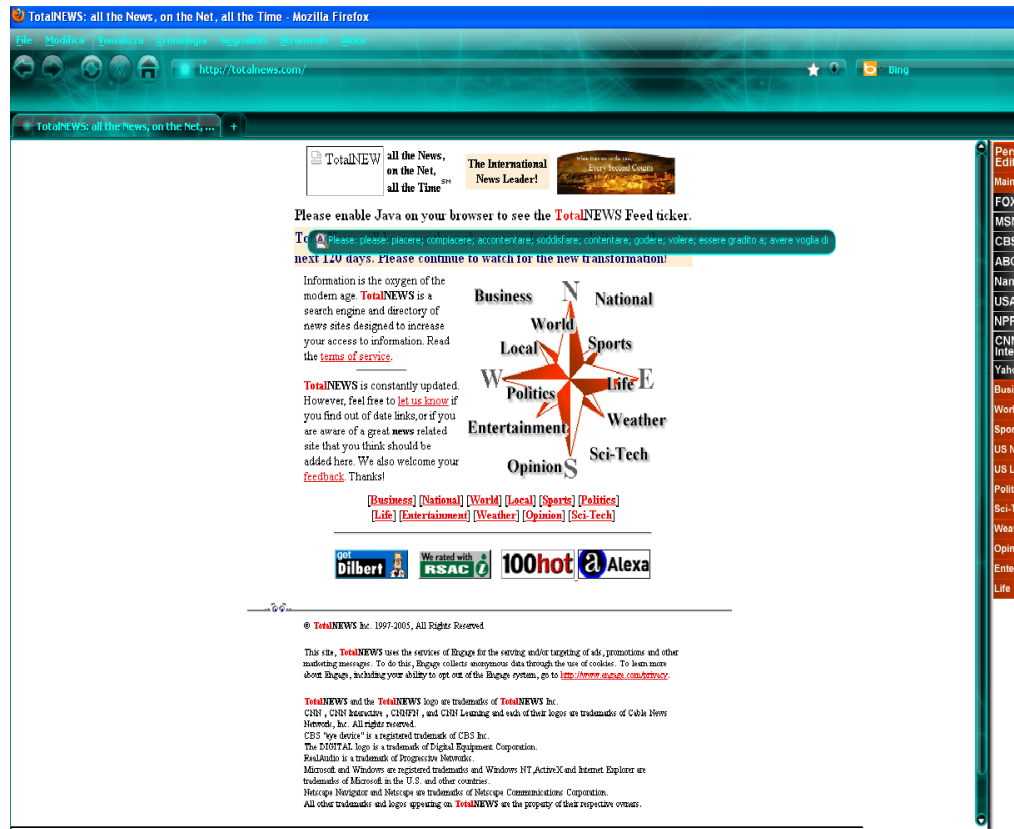 TotalNEWS: all the News, on the Net, all the Time - Mozilla Firefox
File Modifica Visualizza Cronologia Segnalibri Strumenti Aiuto
http://totalnews.com/
Bing
TotalNEWS: all the News, on the Net, ... +
TotalNEW
all the News,
on the Net,
all the Time SM
The International
News Leader!
Every Second Counts
Please enable Java on your browser to see the TotalNEWS Feed ticker.
Please: please: piacere; compiacere; accontentare; soddisfare; contentare; godere; volere; essere gradito a; avere voglia di
next 120 days. Please continue to watch for the new transformation!
Information is the oxygen of the
modern age. TotalNEWS is a
search engine and directory of
news sites designed to increase
your access to information. Read
the terms of service.
TotalNEWS is constantly updated.
However, feel free to let us know if
you find out of date links,or if you
are aware of a great news related
site that you think should be
added here. We also welcome your
feedback. Thanks!
Business N National
World
Local Sports
W Politics Life E
Entertainment Weather
Opinion S Sci-Tech
[Business] [National] [World] [Local] [Sports] [Politics]
[Life] [Entertainment] [Weather] [Opinion] [Sci-Tech]
get Dilbert
We rated with RSAC i
100hot
a Alexa
© TotalNEWS Inc. 1997-2005, All Rights Reserved
This site, TotalNEWS uses the services of Engage for the serving and/or targeting of ads, promotions and other
marketing messages. To do this, Engage collects anonymous data through the use of cookies. To learn more
about Engage, including your ability to opt out of the Engage system, go to http://www.engage.com/privacy.
TotalNEWS and the TotalNEWS logo are trademarks of TotalNEWS Inc.
CNN , CNN Interactive , CNNFN , and CNN Learning and each of their logos are trademarks of Cable News
Network, Inc. All rights reserved.
CBS "eye device" is a registered trademark of CBS Inc.
The DIGITAL logo is a trademark of Digital Equipment Corporation.
RealAudio is a trademark of Progressive Networks.
Microsoft and Windows are registered trademarks and Windows NT,ActiveX and Internet Explorer are
trademarks of Microsoft in the U.S. and other countries.
Netscape Navigator and Netscape are trademarks of Netscape Communications Corporation.
All other trademarks and logos appearing on TotalNEWS are the property of their respective owners.
Pers
Edit
Main
FOX
MSN
CBS
ABC
Nan
USA
NPR
CNN
Inte
Yaho
Busi
Worl
Spor
US N
US L
Polit
Sci-T
Wea
Opin
Ente
Life